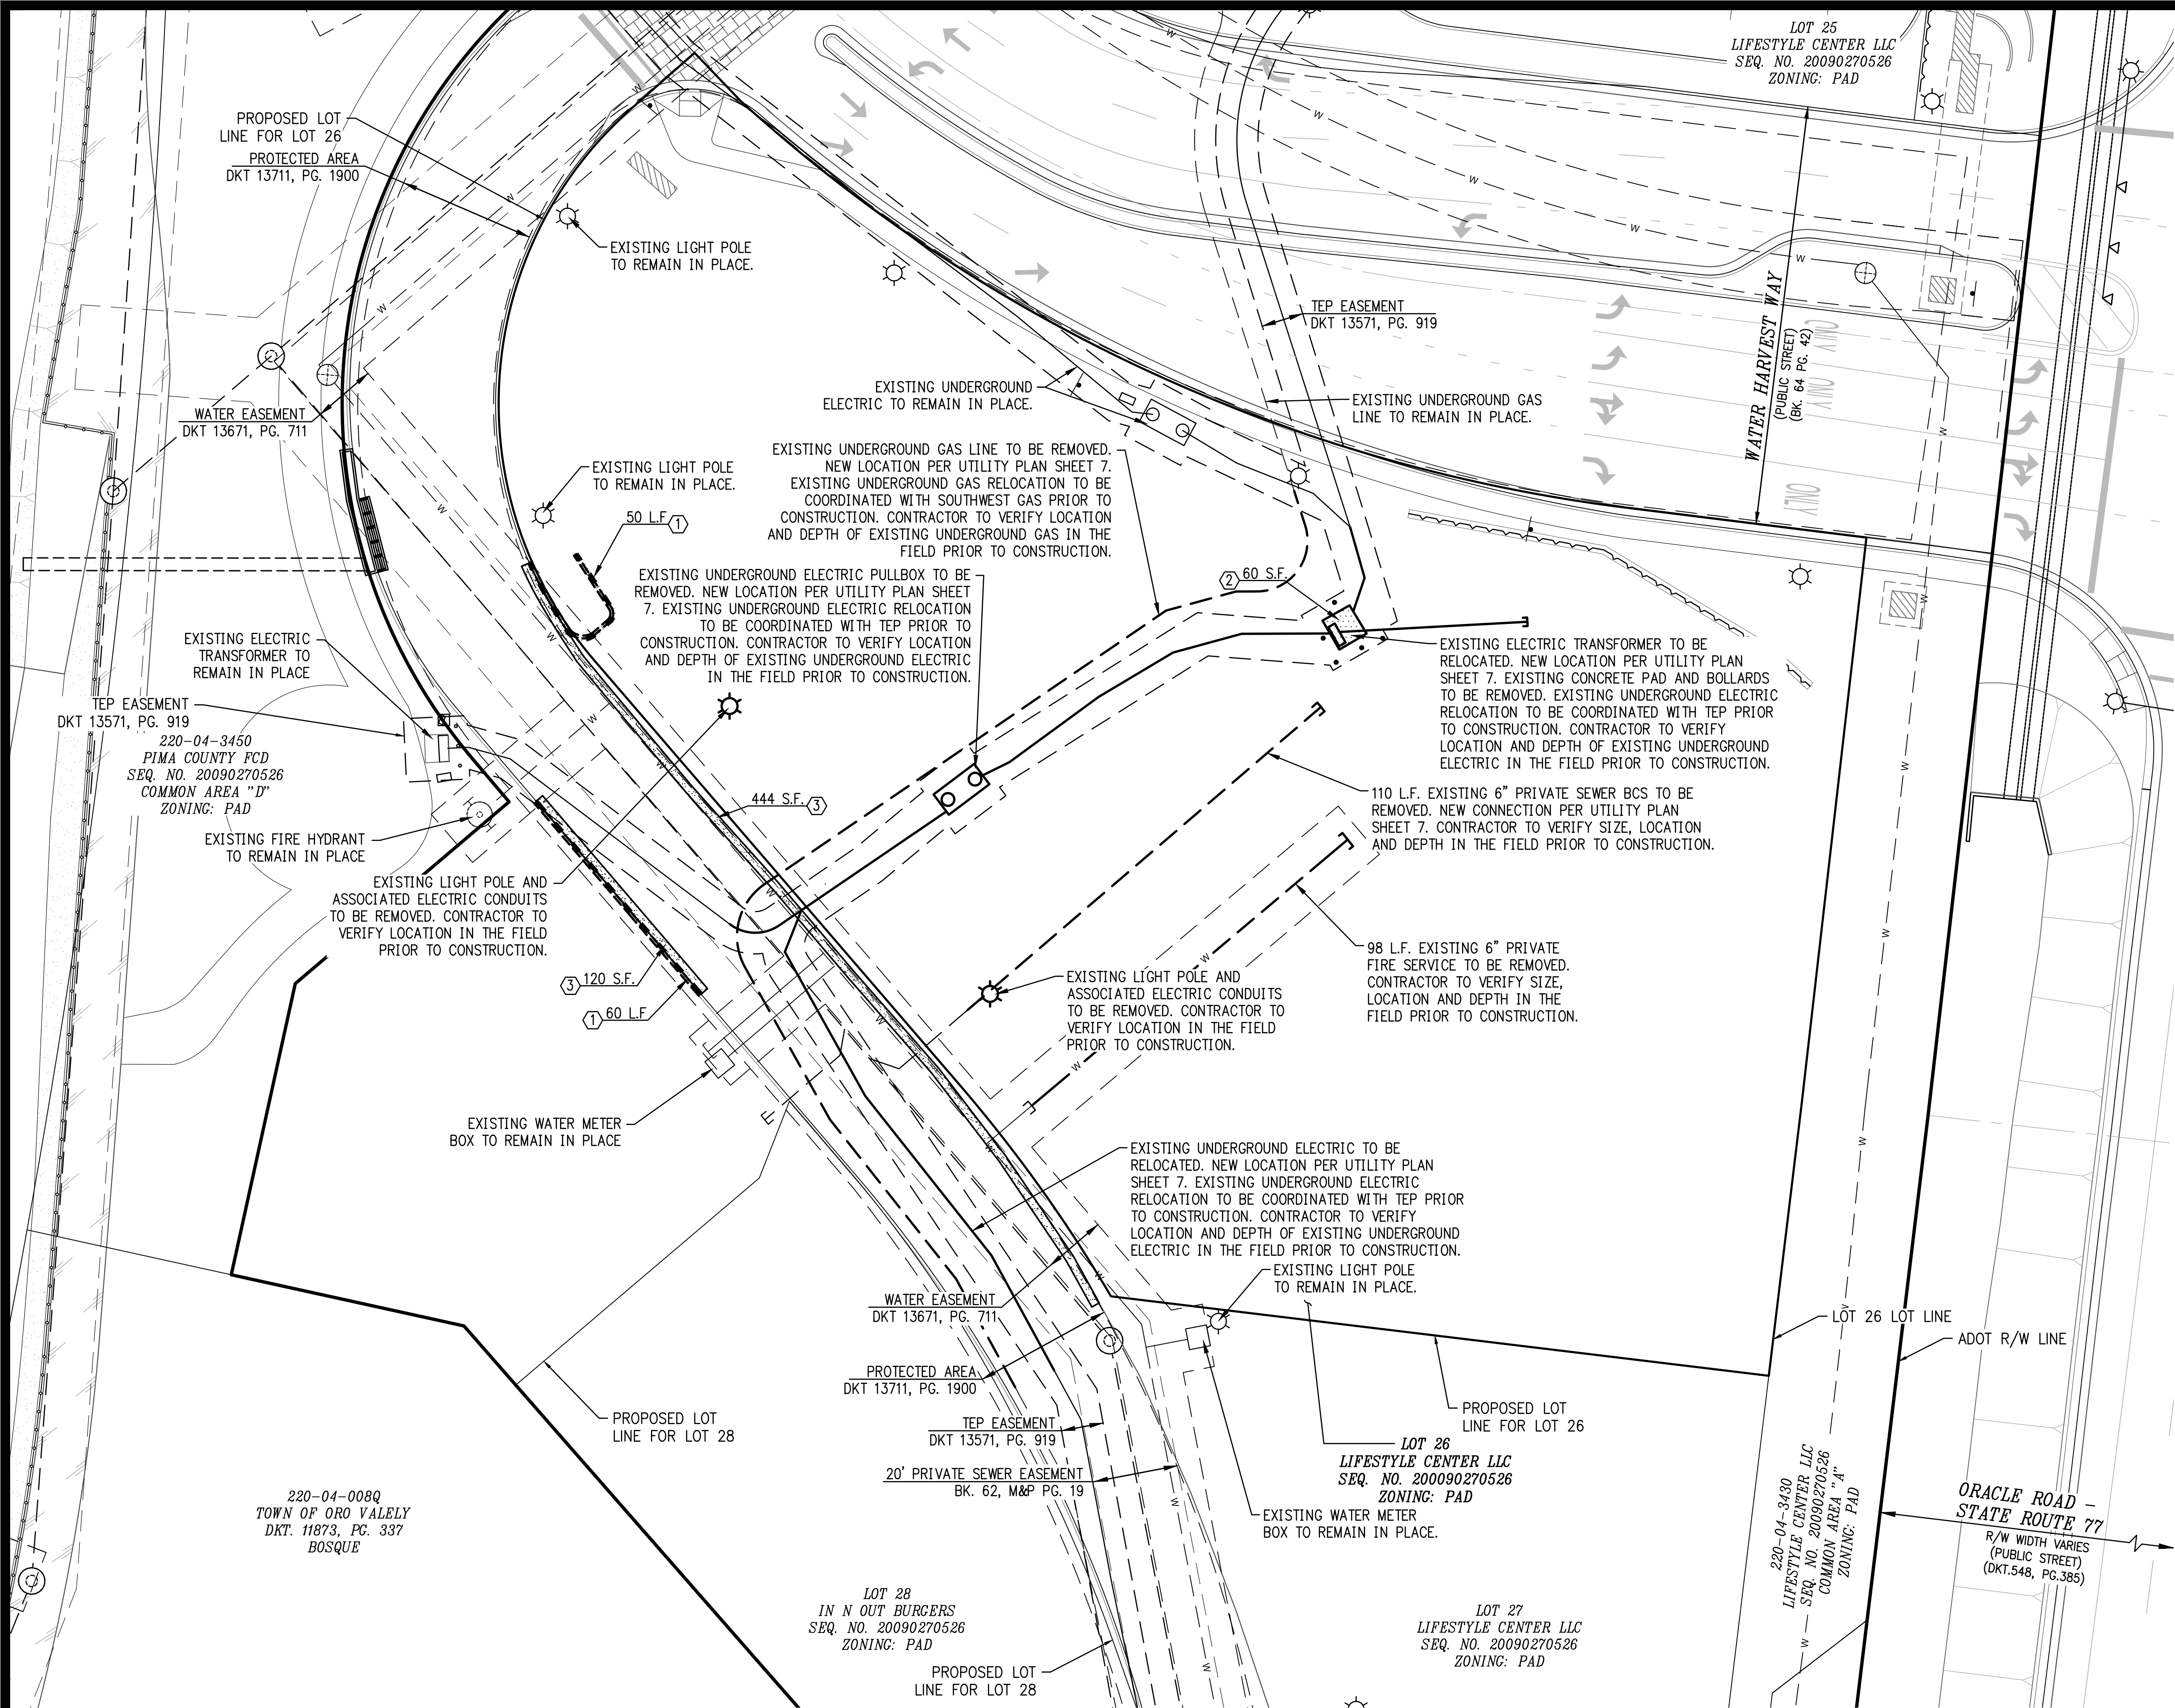 LOT 25
LIFESTYLE CENTER LLC
SEQ. NO. 20090270526
ZONING: PAD
PROPOSED LOT
LINE FOR LOT 26
PROTECTED AREA
DKT 13711, PG. 1900
EXISTING LIGHT POLE
TO REMAIN IN PLACE.
TEP EASEMENT
DKT 13571, PG. 919
WATER HARVEST WAY
(PUBLIC STREET)
(BK. 64 PG. 42)
ONLY
ONLY
ONLY
EXISTING UNDERGROUND
ELECTRIC TO REMAIN IN PLACE.
EXISTING UNDERGROUND GAS
LINE TO REMAIN IN PLACE.
WATER EASEMENT
DKT 13671, PG. 711
EXISTING LIGHT POLE
TO REMAIN IN PLACE.
50 L.F. 1
EXISTING UNDERGROUND GAS LINE TO BE REMOVED.
NEW LOCATION PER UTILITY PLAN SHEET 7.
EXISTING UNDERGROUND GAS RELOCATION TO BE
COORDINATED WITH SOUTHWEST GAS PRIOR TO
CONSTRUCTION. CONTRACTOR TO VERIFY LOCATION
AND DEPTH OF EXISTING UNDERGROUND GAS IN THE
FIELD PRIOR TO CONSTRUCTION.
EXISTING UNDERGROUND ELECTRIC PULLBOX TO BE
REMOVED. NEW LOCATION PER UTILITY PLAN SHEET
7. EXISTING UNDERGROUND ELECTRIC RELOCATION
TO BE COORDINATED WITH TEP PRIOR TO
CONSTRUCTION. CONTRACTOR TO VERIFY LOCATION
AND DEPTH OF EXISTING UNDERGROUND ELECTRIC
IN THE FIELD PRIOR TO CONSTRUCTION.
2 60 S.F.
EXISTING ELECTRIC
TRANSFORMER TO
REMAIN IN PLACE
EXISTING ELECTRIC TRANSFORMER TO BE
RELOCATED. NEW LOCATION PER UTILITY PLAN
SHEET 7. EXISTING CONCRETE PAD AND BOLLARDS
TO BE REMOVED. EXISTING UNDERGROUND ELECTRIC
RELOCATION TO BE COORDINATED WITH TEP PRIOR
TO CONSTRUCTION. CONTRACTOR TO VERIFY
LOCATION AND DEPTH OF EXISTING UNDERGROUND
ELECTRIC IN THE FIELD PRIOR TO CONSTRUCTION.
TEP EASEMENT
DKT 13571, PG. 919
220-04-3450
PIMA COUNTY FCD
SEQ. NO. 20090270526
COMMON AREA "D"
ZONING: PAD
444 S.F. 3
110 L.F. EXISTING 6" PRIVATE SEWER BCS TO BE
REMOVED. NEW CONNECTION PER UTILITY PLAN
SHEET 7. CONTRACTOR TO VERIFY SIZE, LOCATION
AND DEPTH IN THE FIELD PRIOR TO CONSTRUCTION.
EXISTING FIRE HYDRANT
TO REMAIN IN PLACE
EXISTING LIGHT POLE AND
ASSOCIATED ELECTRIC CONDUITS
TO BE REMOVED. CONTRACTOR TO
VERIFY LOCATION IN THE FIELD
PRIOR TO CONSTRUCTION.
3 120 S.F.
1 60 L.F
98 L.F. EXISTING 6" PRIVATE
FIRE SERVICE TO BE REMOVED.
CONTRACTOR TO VERIFY SIZE,
LOCATION AND DEPTH IN THE
FIELD PRIOR TO CONSTRUCTION.
EXISTING LIGHT POLE AND
ASSOCIATED ELECTRIC CONDUITS
TO BE REMOVED. CONTRACTOR TO
VERIFY LOCATION IN THE FIELD
PRIOR TO CONSTRUCTION.
EXISTING WATER METER
BOX TO REMAIN IN PLACE
EXISTING UNDERGROUND ELECTRIC TO BE
RELOCATED. NEW LOCATION PER UTILITY PLAN
SHEET 7. EXISTING UNDERGROUND ELECTRIC
RELOCATION TO BE COORDINATED WITH TEP PRIOR
TO CONSTRUCTION. CONTRACTOR TO VERIFY
LOCATION AND DEPTH OF EXISTING UNDERGROUND
ELECTRIC IN THE FIELD PRIOR TO CONSTRUCTION.
EXISTING LIGHT POLE
TO REMAIN IN PLACE.
WATER EASEMENT
DKT 13671, PG. 711
LOT 26 LOT LINE
ADOT R/W LINE
PROTECTED AREA
DKT 13711, PG. 1900
PROPOSED LOT
LINE FOR LOT 28
PROPOSED LOT
LINE FOR LOT 26
TEP EASEMENT
DKT 13571, PG. 919
LOT 26
LIFESTYLE CENTER LLC
SEQ. NO. 200090270526
ZONING: PAD
20' PRIVATE SEWER EASEMENT
BK. 62, M&P PG. 19
EXISTING WATER METER
BOX TO REMAIN IN PLACE.
220-04-008Q
TOWN OF ORO VALELY
DKT. 11873, PG. 337
BOSQUE
220-04-3430
LIFESTYLE CENTER LLC
SEQ. NO. 20090270526
COMMON AREA "A"
ZONING: PAD
ORACLE ROAD -
STATE ROUTE 77
R/W WIDTH VARIES
(PUBLIC STREET)
(DKT.548, PG.385)
LOT 28
IN N OUT BURGERS
SEQ. NO. 20090270526
ZONING: PAD
LOT 27
LIFESTYLE CENTER LLC
SEQ. NO. 20090270526
ZONING: PAD
PROPOSED LOT
LINE FOR LOT 28